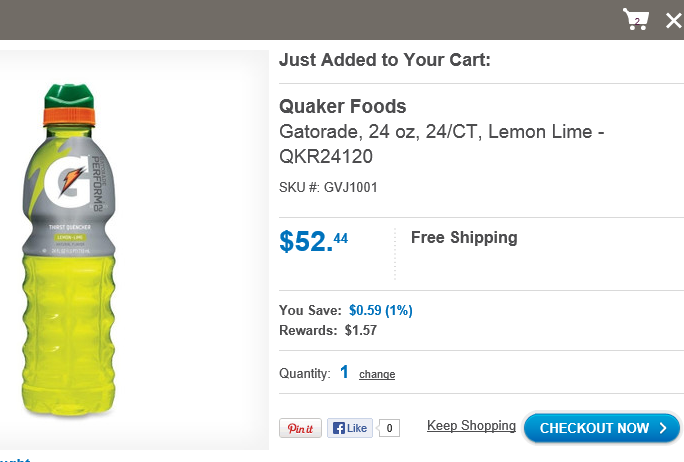 2
Just Added to Your Cart:
Quaker Foods
Gatorade, 24 oz, 24/CT, Lemon Lime -
QKR24120
SKU #: GVJ1001
G
PERFORM
THIRST QUENCHER
LEMON-LIME
$52.44
Free Shipping
You Save: $0.59 (1%)
Rewards: $1.57
Quantity: 1 change
Pin it
Like
0
Keep Shopping
CHECKOUT NOW